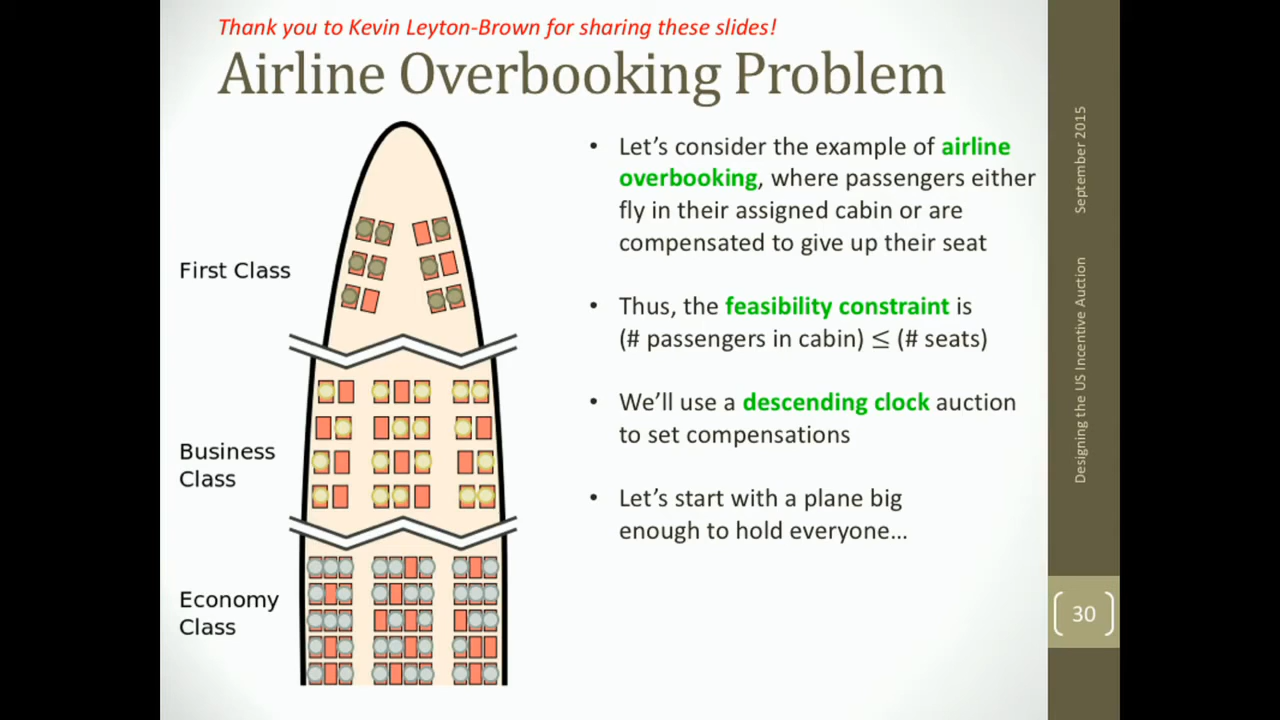 Thank you to Kevin Leyton-Brown for sharing these slides!
Airline Overbooking Problem
First Class
Business
Class
Economy
Class
• Let's consider the example of airline
overbooking, where passengers either
fly in their assigned cabin or are
compensated to give up their seat
• Thus, the feasibility constraint is
(# passengers in cabin) ≤ (# seats)
• We'll use a descending clock auction
to set compensations
• Let's start with a plane big
enough to hold everyone…
September 2015
Designing the US Incentive Auction
30